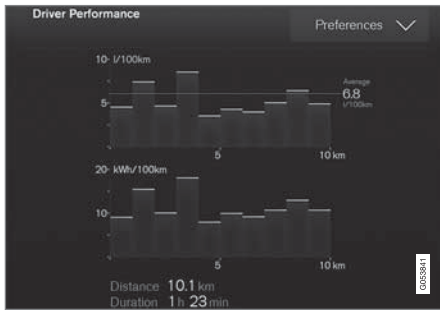 Driver Performance
Preferences
10 l/100km
Average
6.8
l/100km
5
5
10 km
20 kWh/100km
10
5
10 km
Distance 10.1 km
Duration 1 h 23 min
G053841